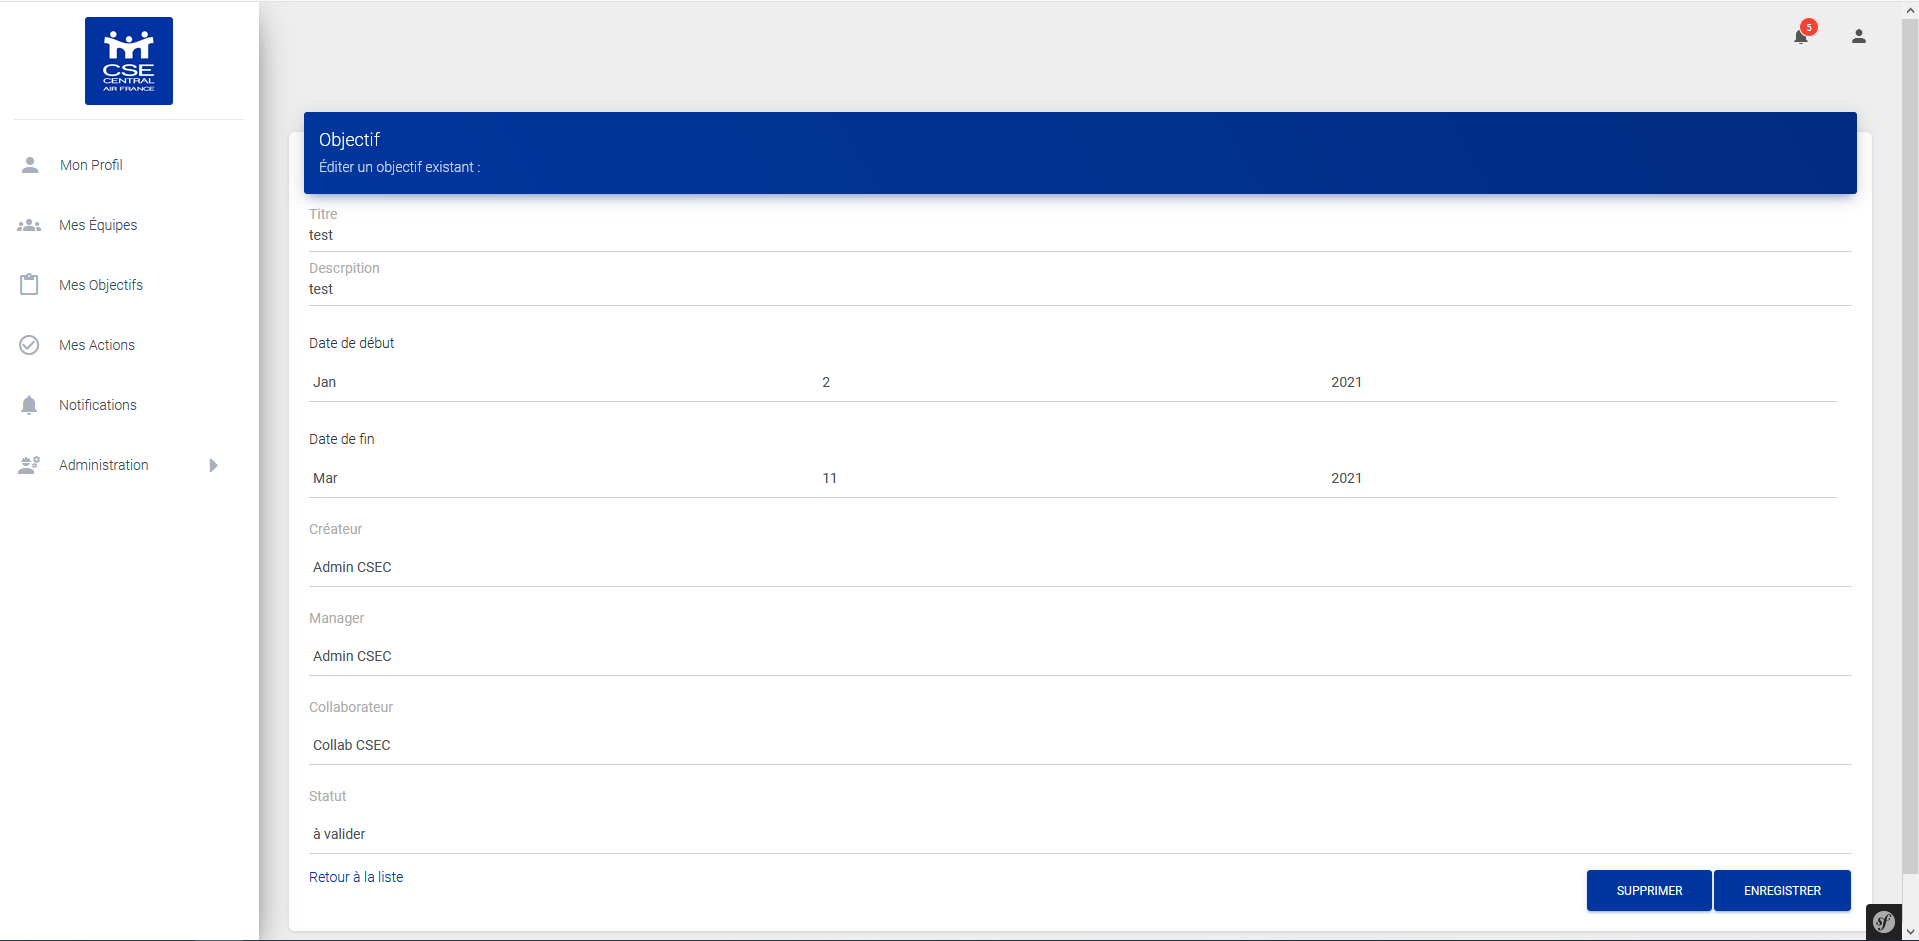 CSE
CENTRAL
AIR FRANCE
5
Mon Profil
Mes Équipes
Mes Objectifs
Mes Actions
Notifications
Administration
Objectif
Éditer un objectif existant :
Titre
test
Descrpition
test
Date de début
Jan 2 2021
Date de fin
Mar 11 2021
Créateur
Admin CSEC
Manager
Admin CSEC
Collaborateur
Collab CSEC
Statut
à valider
Retour à la liste
SUPPRIMER ENREGISTRER
sf